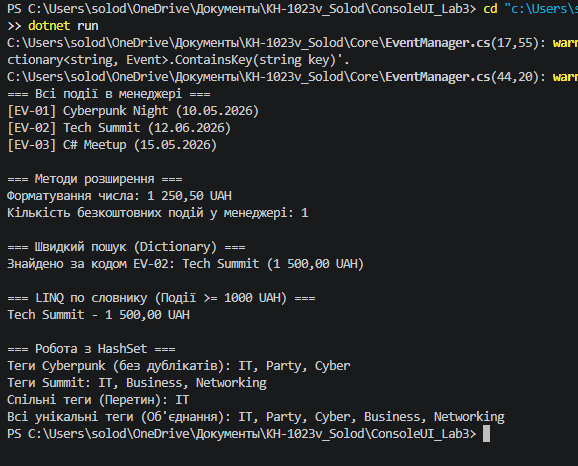 PS C:\Users\solod\OneDrive\Документы\КН-1023v_Solod\ConsoleUI_Lab3> cd "c:\Users\s
>> dotnet run
C:\Users\solod\OneDrive\Документы\КН-1023v_Solod\Core\EventManager.cs(17,55): warn
ctionary<string, Event>.ContainsKey(string key)'.
C:\Users\solod\OneDrive\Документы\КН-1023v_Solod\Core\EventManager.cs(44,20): warn
=== Всі події в менеджері ===
[EV-01] Cyberpunk Night (10.05.2026)
[EV-02] Tech Summit (12.06.2026)
[EV-03] C# Meetup (15.05.2026)
=== Методи розширення ===
Форматування числа: 1 250,50 UAH
Кількість безкоштовних подій у менеджері: 1
=== Швидкий пошук (Dictionary) ===
Знайдено за кодом EV-02: Tech Summit (1 500,00 UAH)
=== LINQ по словнику (Події >= 1000 UAH) ===
Tech Summit - 1 500,00 UAH
=== Робота з HashSet ===
Теги Cyberpunk (без дублікатів): IT, Party, Cyber
Теги Summit: IT, Business, Networking
Спільні теги (Перетин): IT
Всі унікальні теги (Об'єднання): IT, Party, Cyber, Business, Networking
PS C:\Users\solod\OneDrive\Документы\КН-1023v_Solod\ConsoleUI_Lab3>